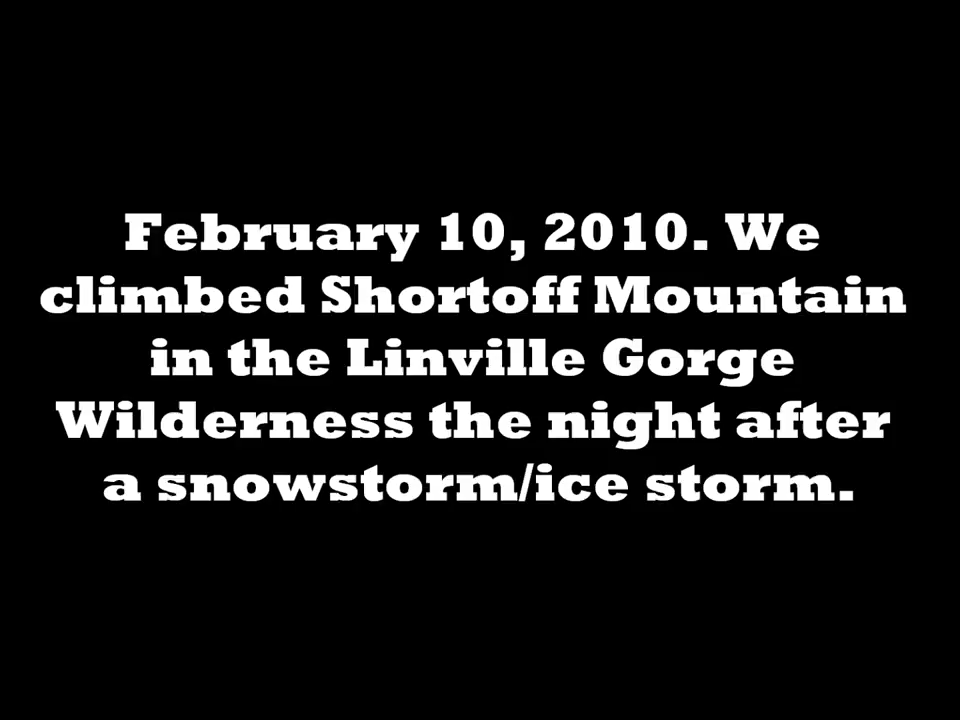 February 10, 2010. We
climbed Shortoff Mountain
in the Linville Gorge
Wilderness the night after
a snowstorm/ice storm.